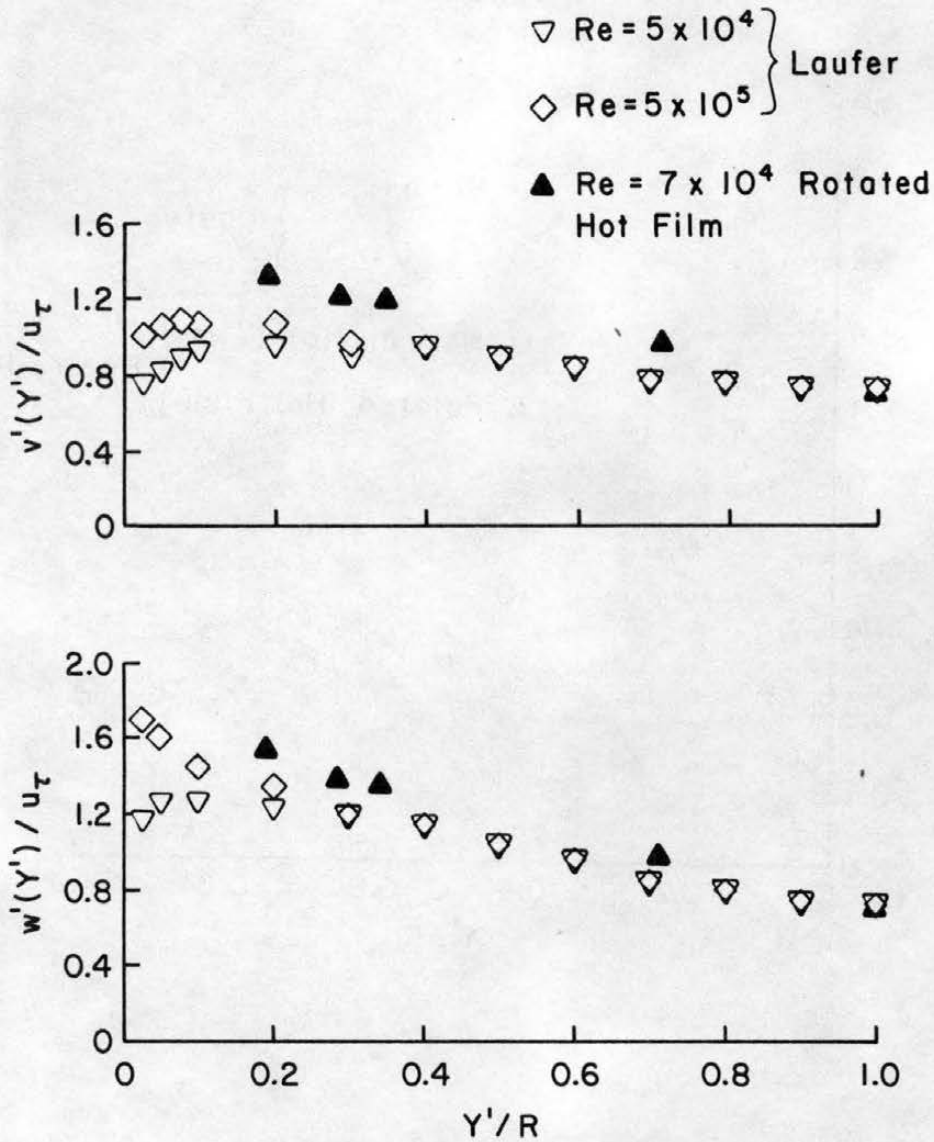 ▽ Re = 5 x 10⁴
◇ Re = 5 x 10⁵
Laufer
▲ Re = 7 x 10⁴ Rotated
Hot Film
1.6
1.2
0.8
0.4
0
v'(Y')/uτ
2.0
1.6
1.2
0.8
0.4
0
w'(Y')/uτ
0 0.2 0.4 0.6 0.8 1.0
Y'/R